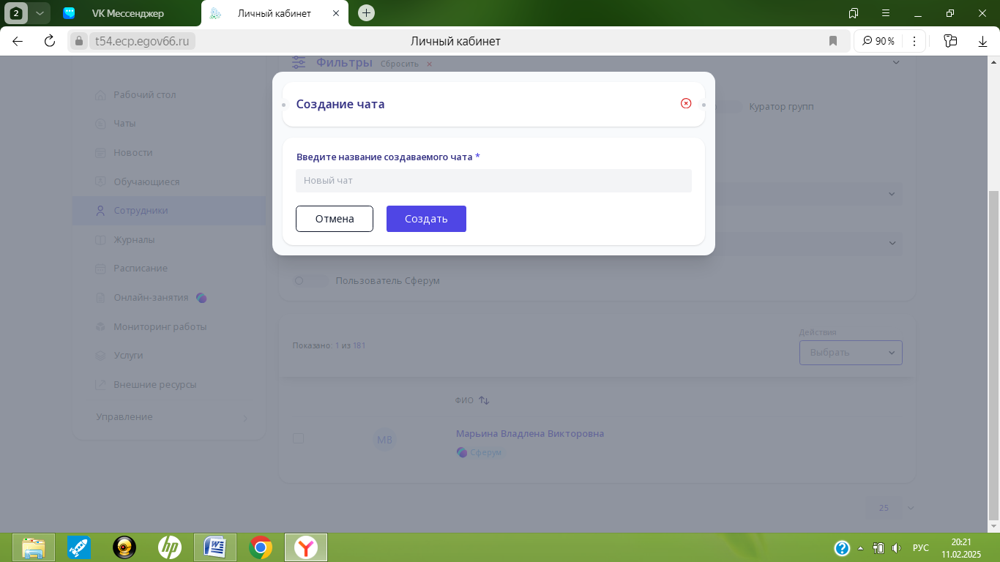 2
VK Мессенджер
Личный кабинет
t54.ecp.egov66.ru
Личный кабинет
90%
Фильтры
Сбросить
Рабочий стол
Чаты
Новости
Обучающиеся
Сотрудники
Журналы
Расписание
Онлайн-занятия
Мониторинг работы
Услуги
Внешние ресурсы
Управление
Создание чата
Куратор групп
Введите название создаваемого чата *
Новый чат
Отмена
Создать
Пользователь Сферум
Показано: 1 из 181
Действия
Выбрать
ФИО
МВ
Марьина Владлена Викторовна
Сферум
25
hp
W
Y
?
РУС
20:21
11.02.2025